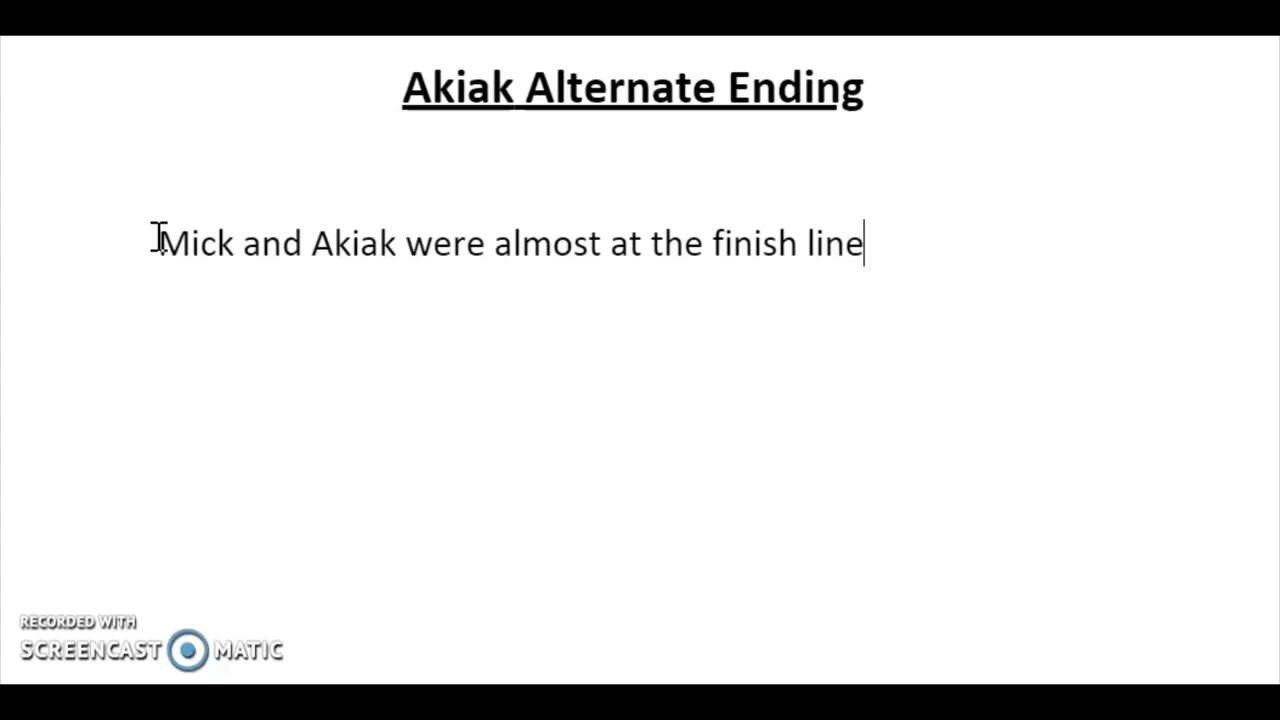 Akiak Alternate Ending
Mick and Akiak were almost at the finish line
RECORDED WITH
SCREENCAST MATIC